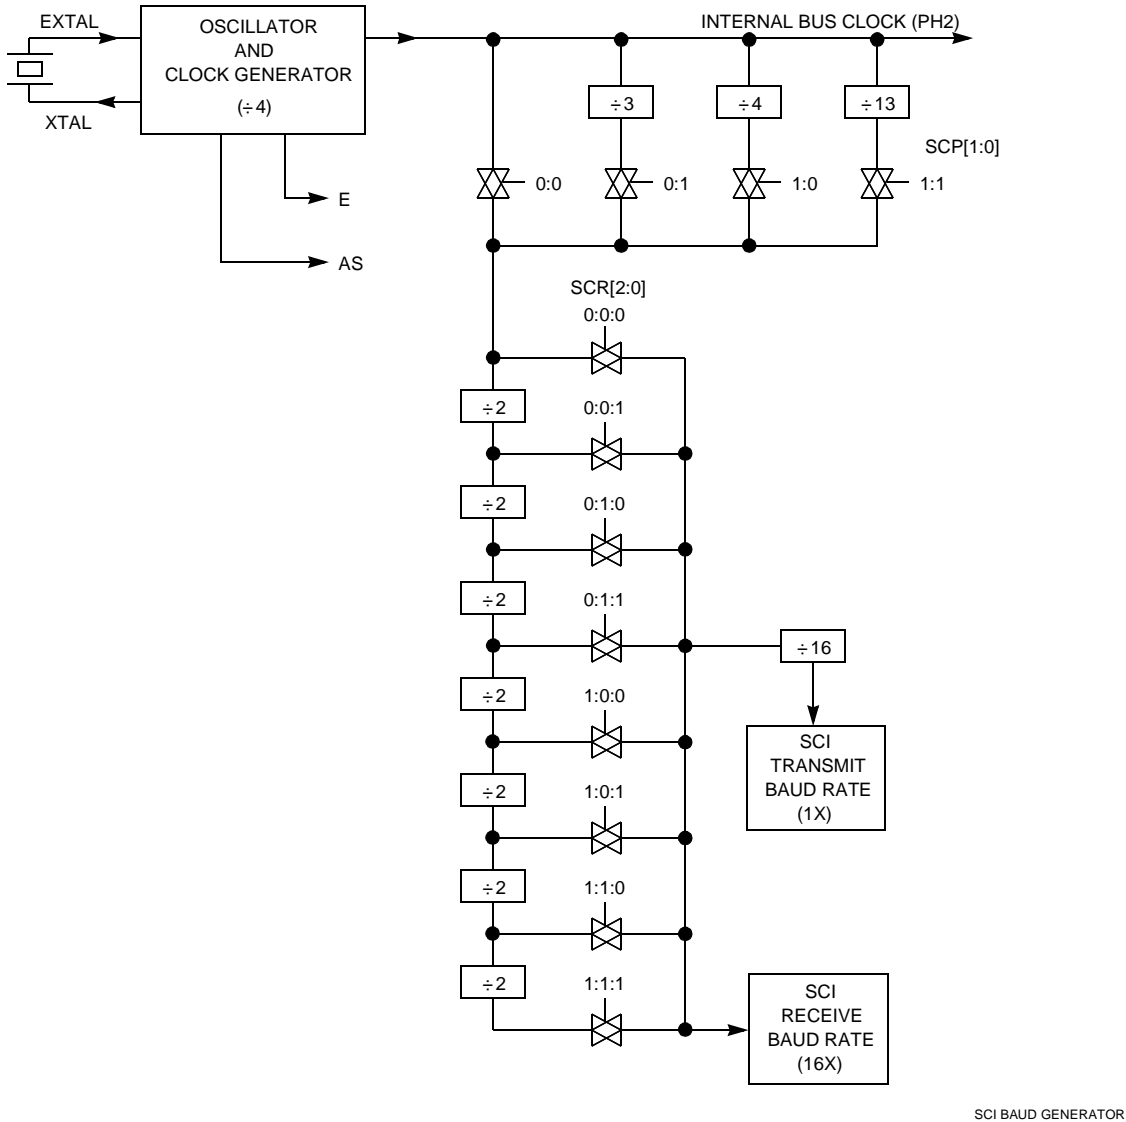 EXTAL
XTAL
OSCILLATOR
AND
CLOCK GENERATOR
(÷4)
E
AS
INTERNAL BUS CLOCK (PH2)
÷3
÷4
÷13
SCP[1:0]
0:0
0:1
1:0
1:1
SCR[2:0]
0:0:0
÷2
0:0:1
÷2
0:1:0
÷2
0:1:1
÷16
÷2
1:0:0
SCI
TRANSMIT
BAUD RATE
(1X)
÷2
1:0:1
÷2
1:1:0
÷2
1:1:1
SCI
RECEIVE
BAUD RATE
(16X)
SCI BAUD GENERATOR